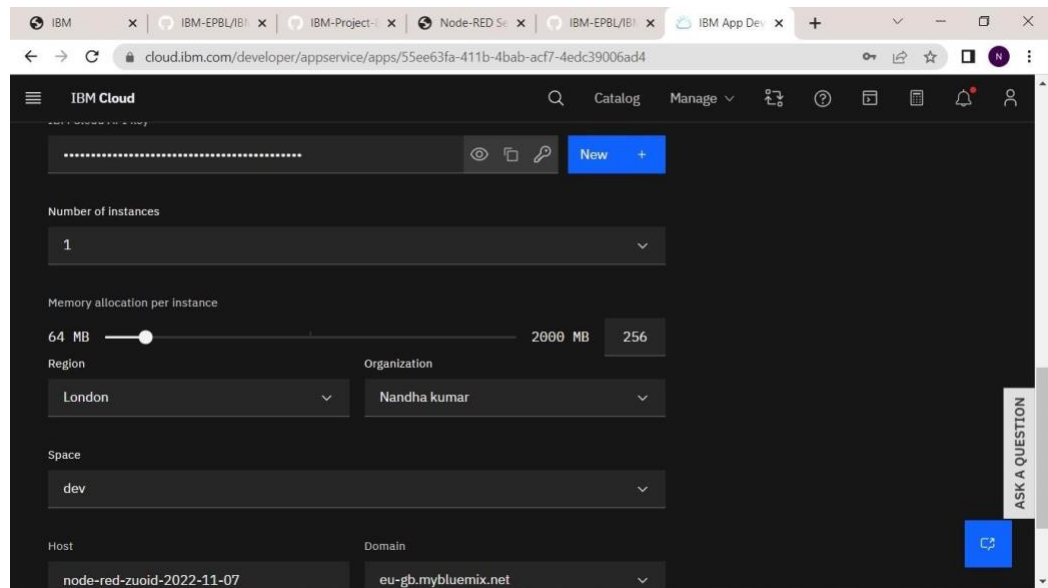 IBM
IBM-EPBL/IB
IBM-Project-
Node-RED Se
IBM-EPBL/IB
IBM App Dev
cloud.ibm.com/developer/appservice/apps/55ee63fa-411b-4bab-acf7-4edc39006ad4
N
IBM Cloud
Catalog
Manage
New +
Number of instances
1
Memory allocation per instance
64 MB
2000 MB
256
Region
Organization
London
Nandha kumar
Space
dev
ASK A QUESTION
Host
Domain
node-red-zuoid-2022-11-07
eu-gb.mybluemix.net